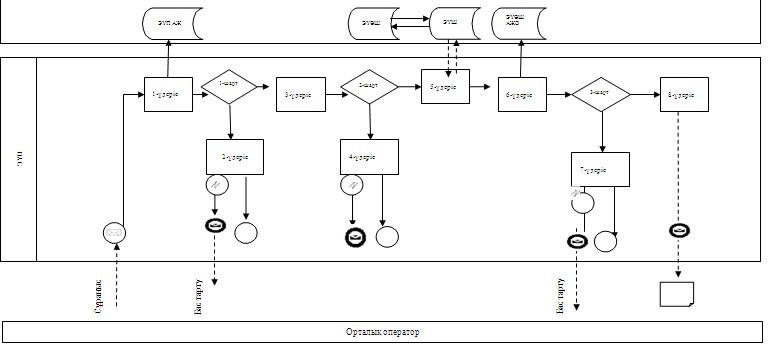 ЭҮП АЖ
ЭҮӨШ
ЭҮШ
ЭҮӨШ
АЖО
1-үдеріс
1-шарт
3-үдеріс
2-шарт
5-үдеріс
6-үдеріс
3-шарт
8-үдеріс
2-үдеріс
4-үдеріс
7-үдеріс
ЭҮП
Сұраныс
Бас тарту
Бас тарту
Орталық оператор